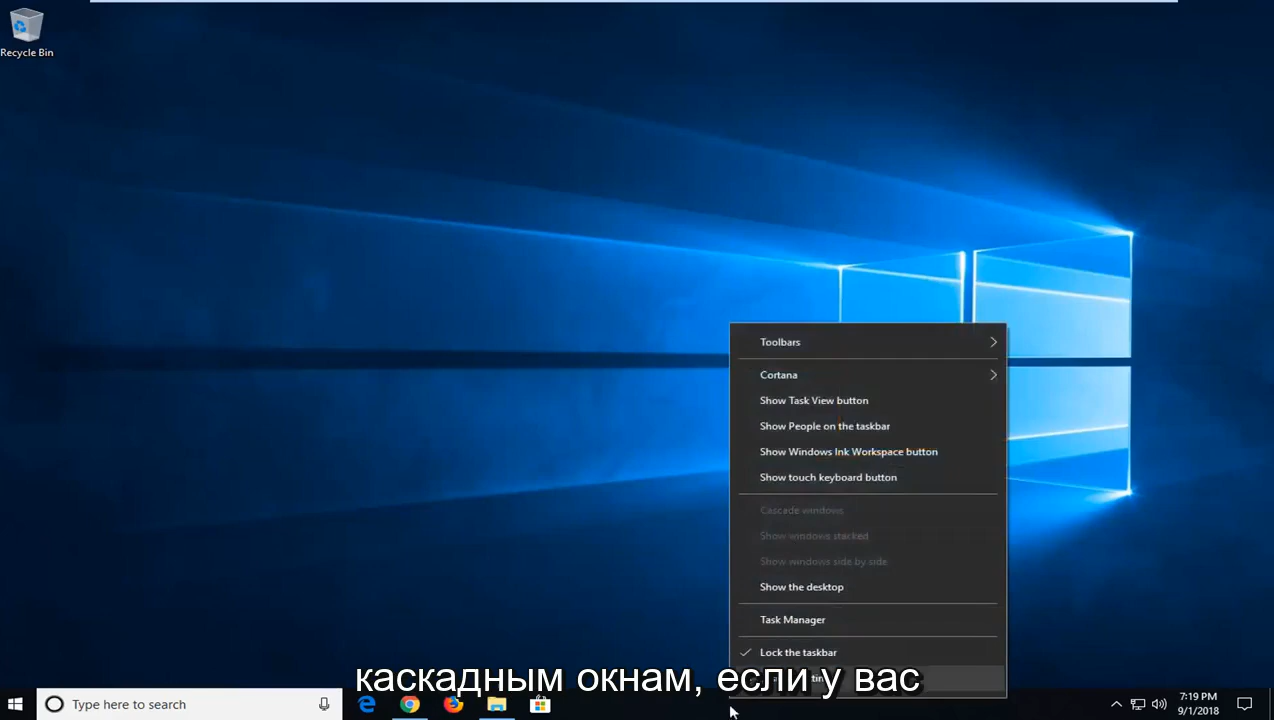 Recycle Bin
Toolbars
Cortana
Show Task View button
Show People on the taskbar
Show Windows Ink Workspace button
Show touch keyboard button
Cascade windows
Show windows stacked
Show windows side by side
Show the desktop
Task Manager
Lock the taskbar
каскадным окнам, если у вас
Type here to search
7:19 PM
9/1/2018